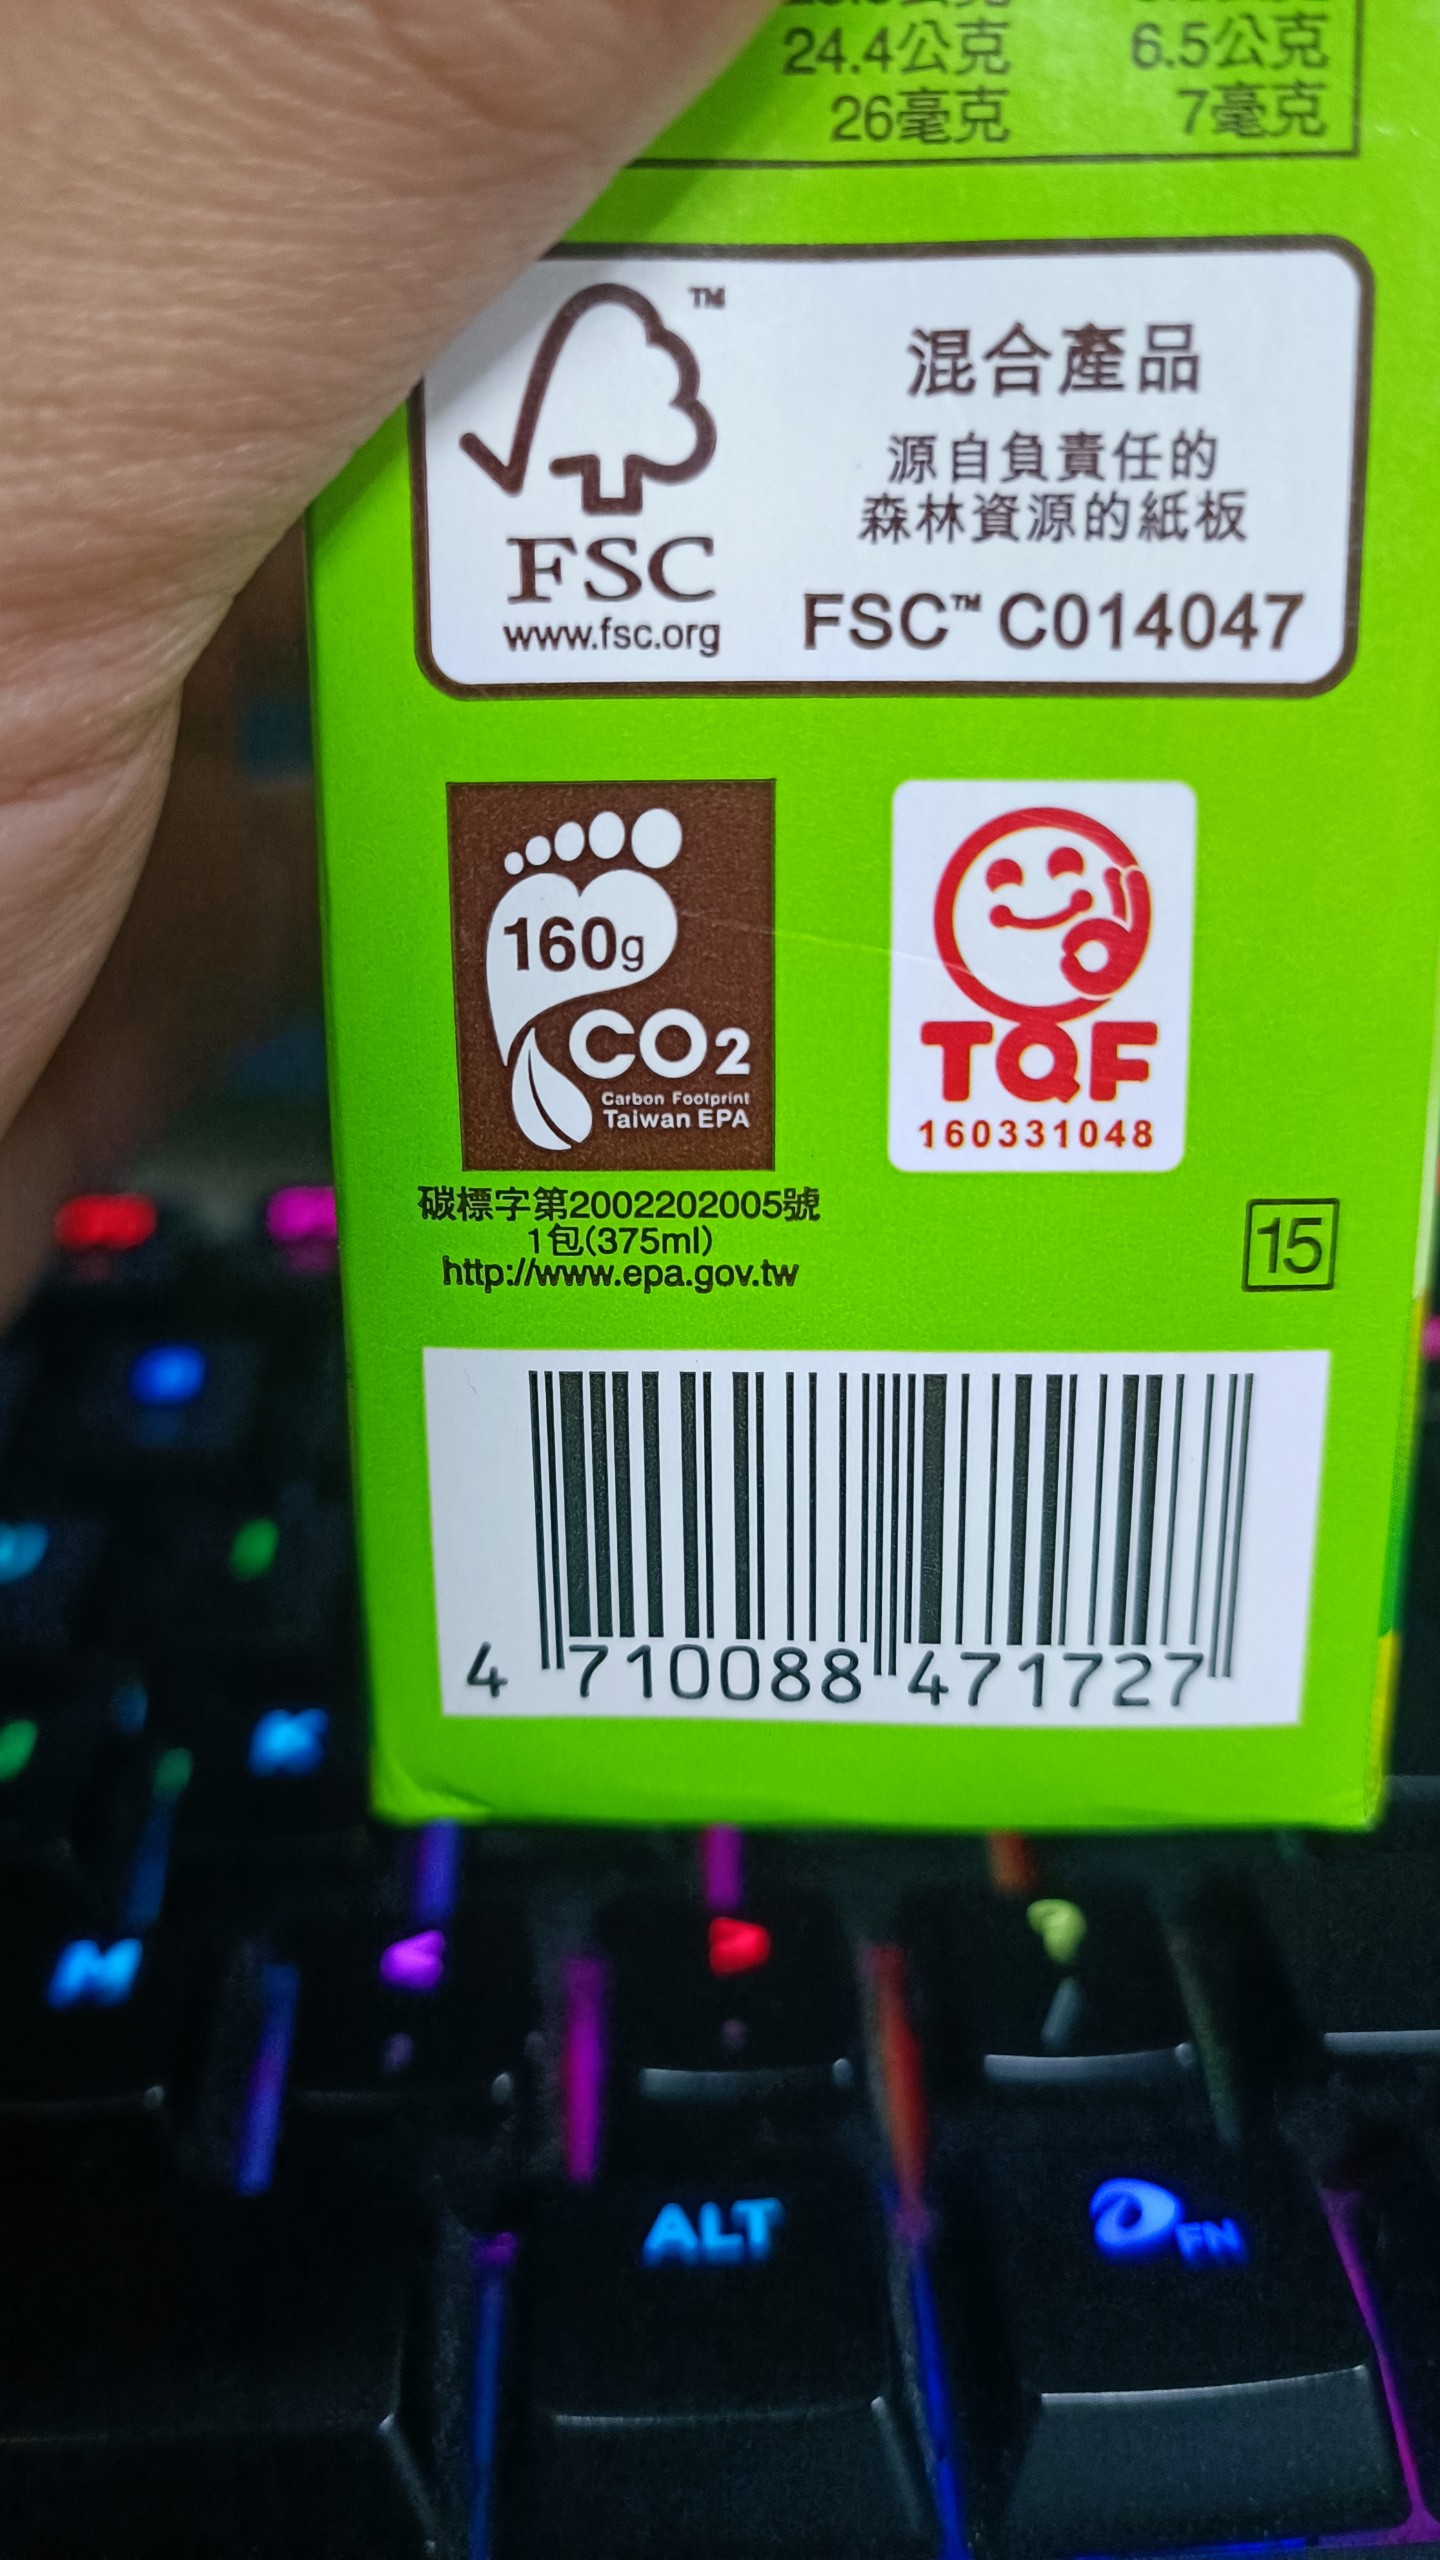 24.4公克 6.5公克
26毫克 7毫克
TM
混合產品
源自負責任的
森林資源的紙板
FSC
www.fsc.org
FSC™ C014047
160g
CO2
Carbon Footprint
Taiwan EPA
TQF
160331048
碳標字第2002202005號
1包(375ml)
http://www.epa.gov.tw
15
4 710088 471727
M < > ?
ALT FN